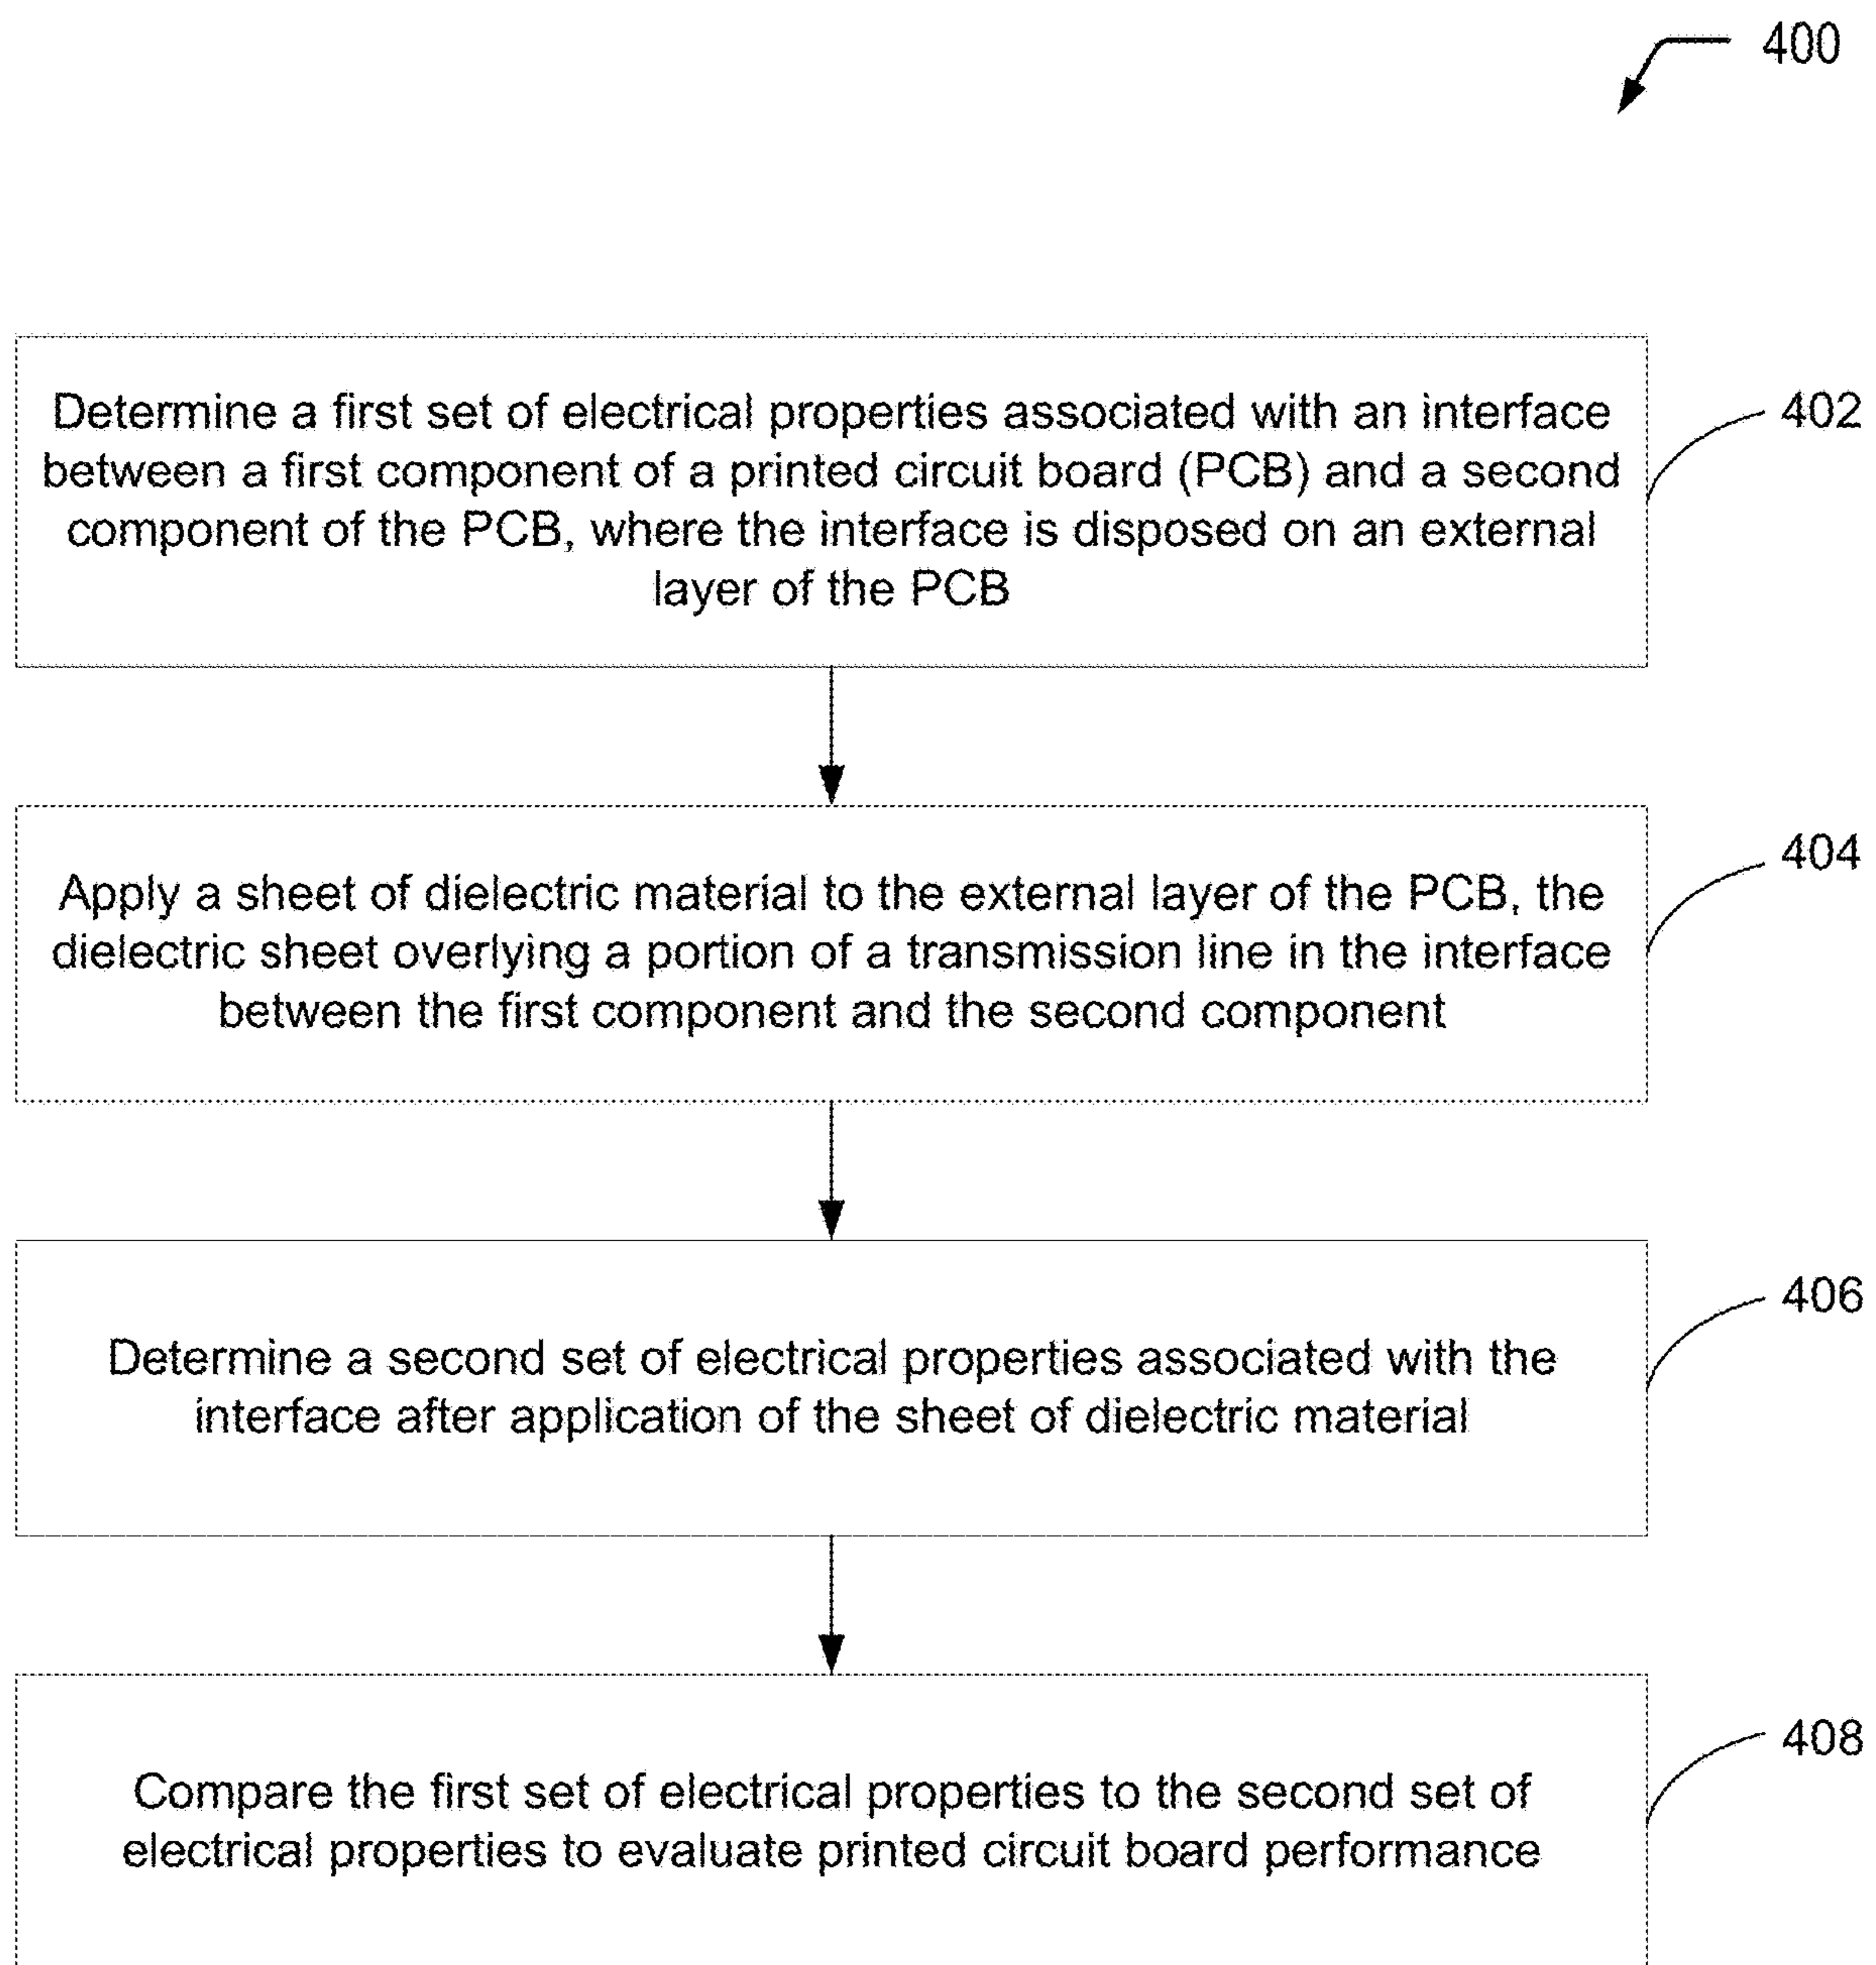 400
Determine a first set of electrical properties associated with an interface
between a first component of a printed circuit board (PCB) and a second
component of the PCB, where the interface is disposed on an external
layer of the PCB
402
Apply a sheet of dielectric material to the external layer of the PCB, the
dielectric sheet overlying a portion of a transmission line in the interface
between the first component and the second component
404
Determine a second set of electrical properties associated with the
interface after application of the sheet of dielectric material
406
Compare the first set of electrical properties to the second set of
electrical properties to evaluate printed circuit board performance
408